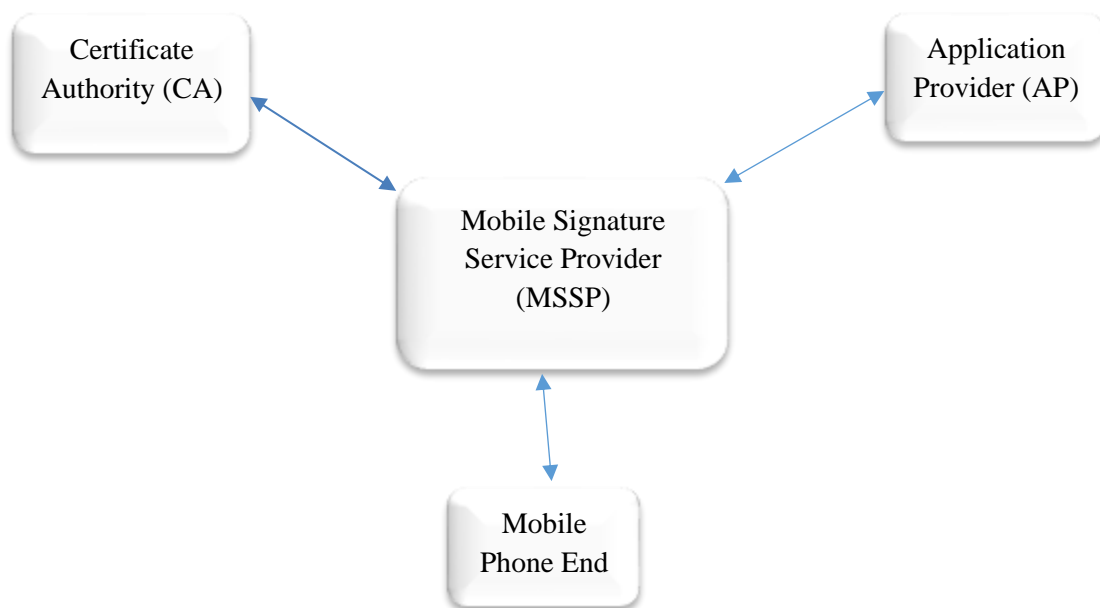 Certificate
Authority (CA)
Application
Provider (AP)
Mobile Signature
Service Provider
(MSSP)
Mobile
Phone End